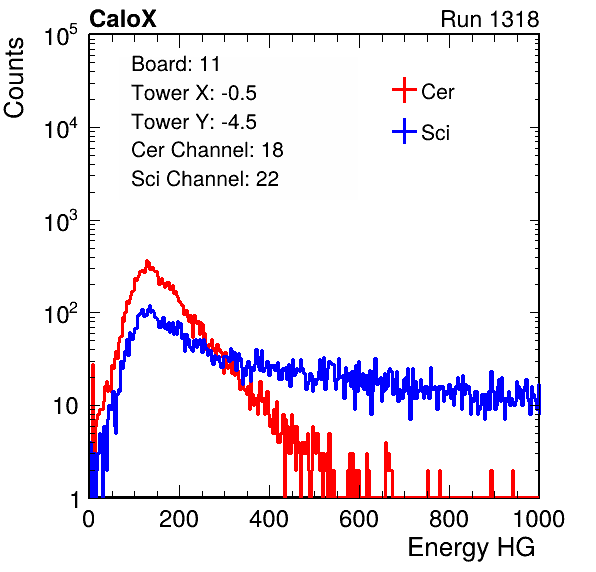 CaloX Run 1318
Counts
Board: 11
Tower X: -0.5
Tower Y: -4.5
Cer Channel: 18
Sci Channel: 22
Cer
Sci
10^5
10^4
10^3
10^2
10
1
0 200 400 600 800 1000
Energy HG